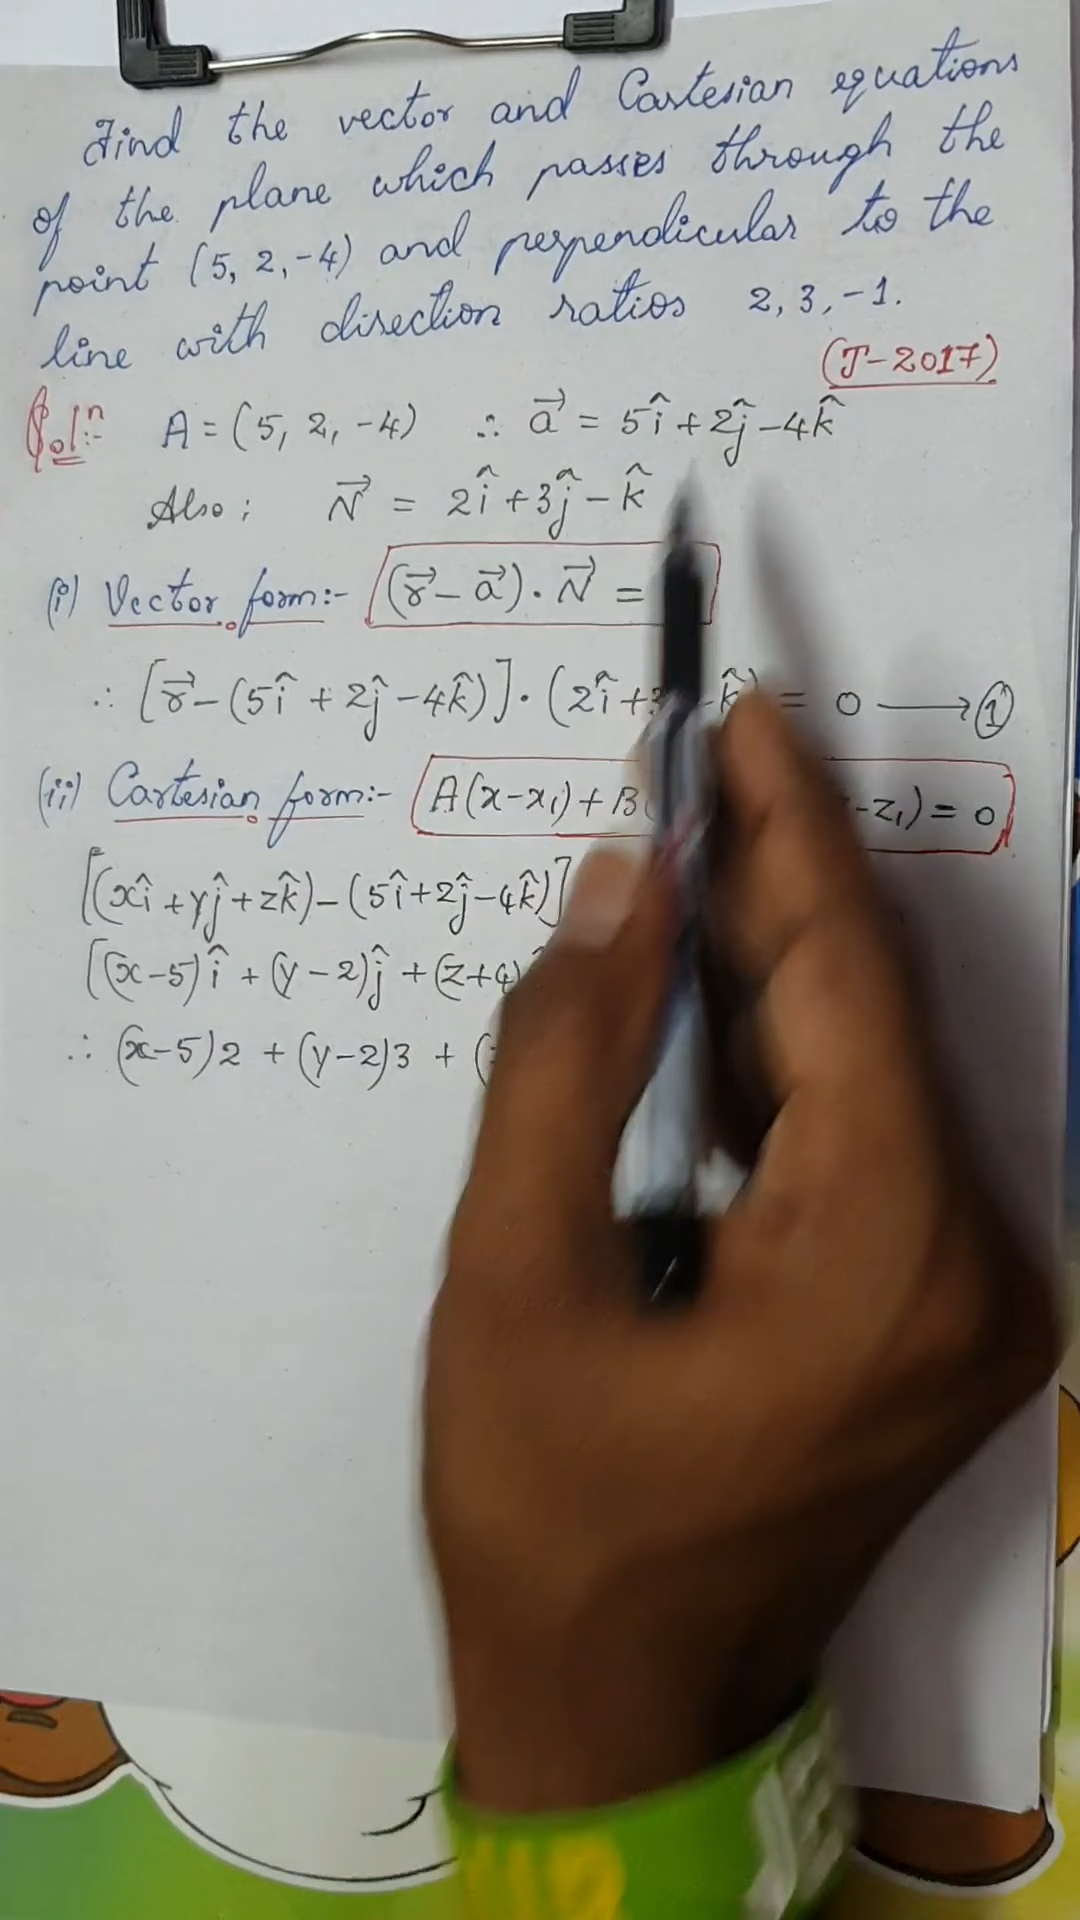 Find the vector and Cartesian equations
of the plane which passes through the
point (5, 2, -4) and perpendicular to the
line with direction ratios 2, 3, -1.
(J-2017)
Solⁿ:- A = (5, 2, -4) ∴ a⃗ = 5î + 2ĵ - 4k̂
Also; N⃗ = 2î + 3ĵ - k̂
(i) Vector form:- (r⃗ - a⃗) · N⃗ =
∴ [r⃗ - (5î + 2ĵ - 4k̂)] · (2î + 3 - k̂) = 0 ⟶ ①
(ii) Cartesian form:- A(x-x₁) + B( -z₁) = 0
[(xî + yĵ + zk̂) - (5î + 2ĵ - 4k̂)]
[(x-5)î + (y-2)ĵ + (z+4)
∴ (x-5)2 + (y-2)3 + (